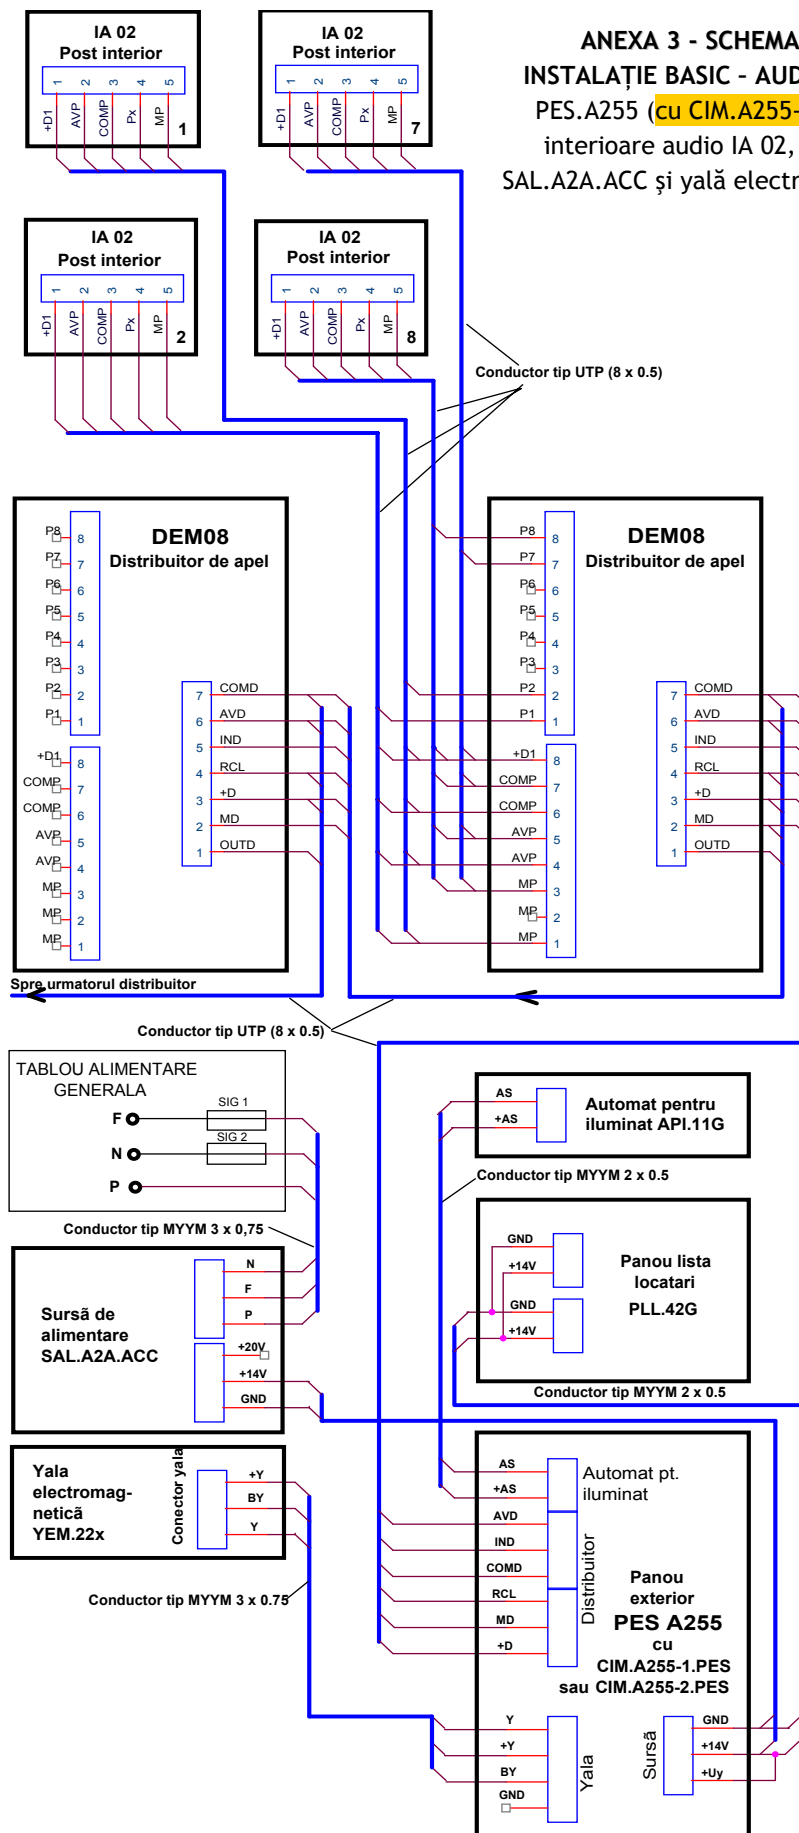 ANEXA 3 - SCHEMA
INSTALAȚIE BASIC - AUD
PES.A255 (cu CIM.A255-
interioare audio IA 02,
SAL.A2A.ACC și yală electr
IA 02
Post interior
1 2 3 4 5
+D1 AVP COMP Px MP
1
IA 02
Post interior
1 2 3 4 5
+D1 AVP COMP Px MP
7
IA 02
Post interior
1 2 3 4 5
+D1 AVP COMP Px MP
2
IA 02
Post interior
1 2 3 4 5
+D1 AVP COMP Px MP
8
Conductor tip UTP (8 x 0.5)
DEM08
Distribuitor de apel
P8 8
P7 7
P6 6
P5 5
P4 4
P3 3
P2 2
P1 1
+D1 8
COMP 7
COMP 6
AVP 5
AVP 4
MP 3
MP 2
MP 1
7 COMD
6 AVD
5 IND
4 RCL
3 +D
2 MD
1 OUTD
DEM08
Distribuitor de apel
P8 8
P7 7
P6 6
P5 5
P4 4
P3 3
P2 2
P1 1
+D1 8
COMP 7
COMP 6
AVP 5
AVP 4
MP 3
MP 2
MP 1
7 COMD
6 AVD
5 IND
4 RCL
3 +D
2 MD
1 OUTD
Spre urmatorul distribuitor
Conductor tip UTP (8 x 0.5)
TABLOU ALIMENTARE
GENERALA
F SIG 1
N SIG 2
P
Conductor tip MYYM 3 x 0,75
AS
+AS
Automat pentru
iluminat API.11G
Conductor tip MYYM 2 x 0.5
GND
+14V
GND
+14V
Panou lista
locatari
PLL.42G
Conductor tip MYYM 2 x 0.5
Sursã de
alimentare
SAL.A2A.ACC
N
F
P
+20V
+14V
GND
Yala
electromag-
neticã
YEM.22x
Conector yala
+Y
BY
Y
Conductor tip MYYM 3 x 0.75
AS
+AS
Automat pt.
iluminat
AVD
IND
COMD
RCL
MD
+D
Distribuitor
Panou
exterior
PES A255
cu
CIM.A255-1.PES
sau CIM.A255-2.PES
Y
+Y
BY
GND
Yala
Sursã
GND
+14V
+Uy